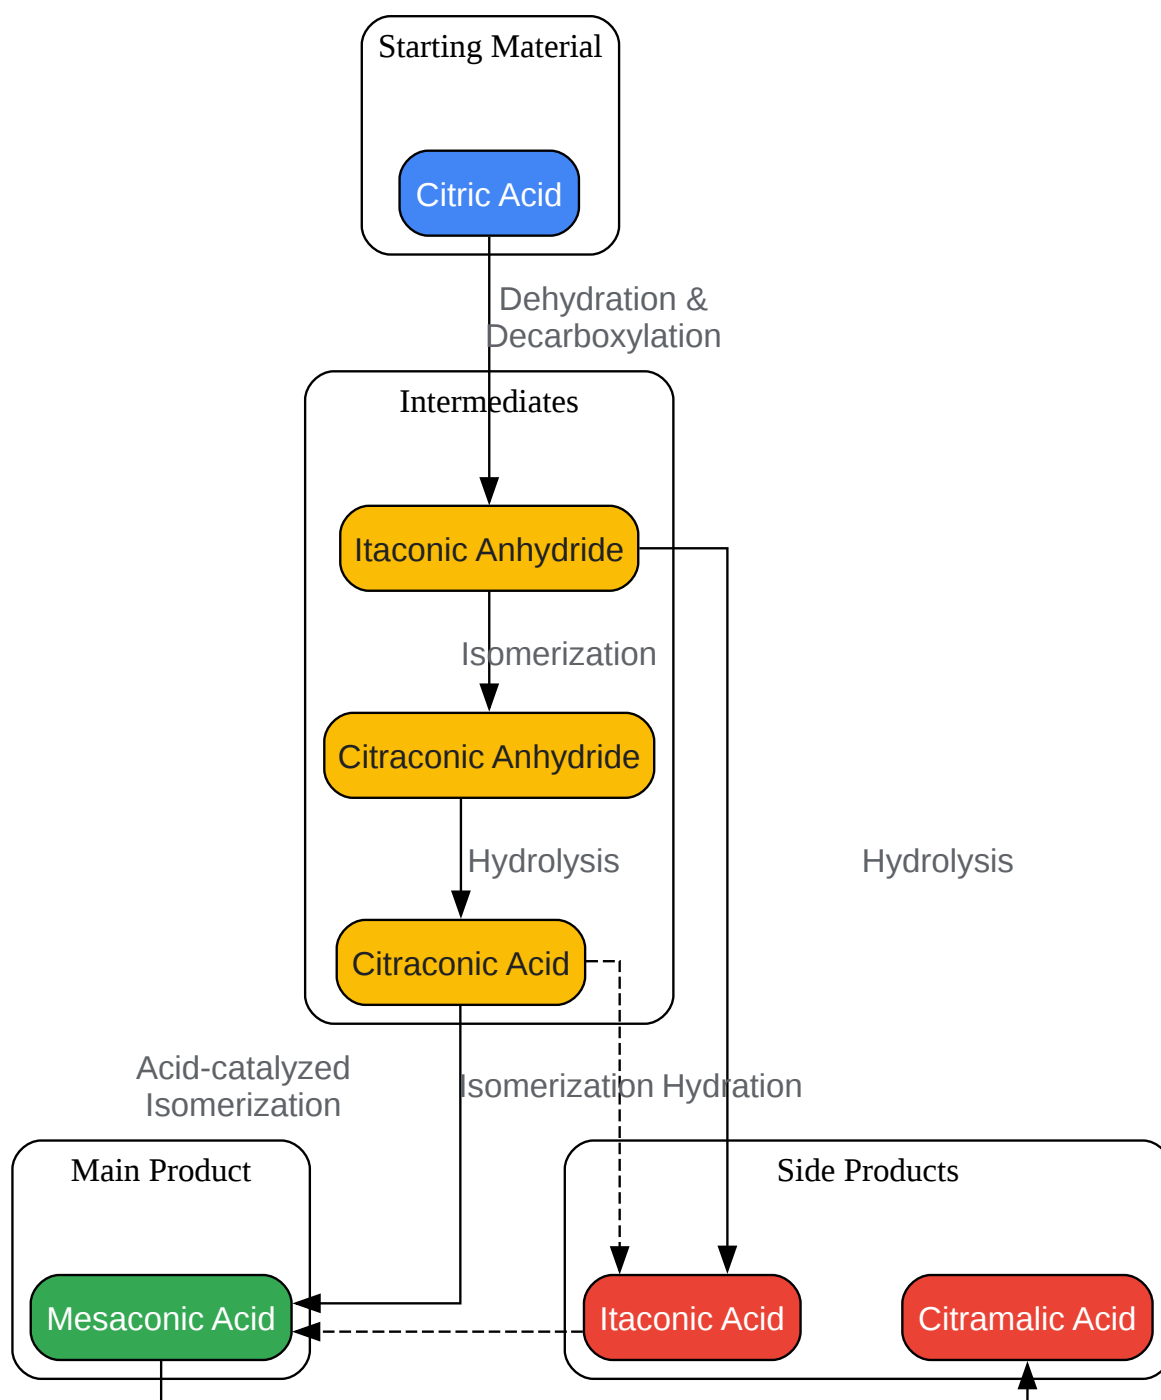 Starting Material
Citric Acid
Dehydration &
Decarboxylation
Intermediates
Itaconic Anhydride
Isomerization
Citraconic Anhydride
Hydrolysis
Hydrolysis
Citraconic Acid
Acid-catalyzed
Isomerization
Isomerization
Hydration
Main Product
Side Products
Mesaconic Acid
Itaconic Acid
Citramalic Acid